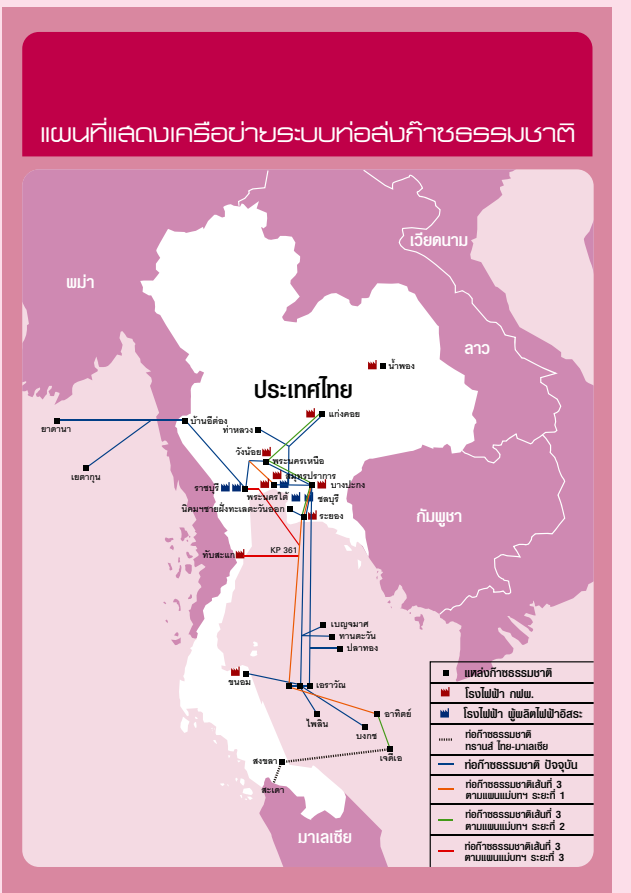 แผนที่แสดงเครือข่ายระบบท่อส่งก๊าซธรรมชาติ
เวียดนาม
พม่า
ลาว
น้ำพอง
ประเทศไทย
แก่งคอย
ยาดานา
บ้านอีต่อง
ท่าหลวง
วังน้อย
พระนครเหนือ
เยตากุน
สมุทรปราการ
ราชบุรี
บางปะกง
พระนครใต้
ชลบุรี
นิคมฯชายฝั่งทะเลตะวันออก
ระยอง
กัมพูชา
ทับสะแก
KP 361
เบญจมาศ
ทานตะวัน
ปลาทอง
ขนอม
เอราวัณ
ไพลิน
อาทิตย์
บงกช
สงขลา
เจดีเอ
สะเดา
มาเลเซีย
แหล่งก๊าซธรรมชาติ
โรงไฟฟ้า กฟผ.
โรงไฟฟ้า ผู้ผลิตไฟฟ้าอิสระ
ท่อก๊าซธรรมชาติ
ทรานส์ ไทย-มาเลเซีย
ท่อก๊าซธรรมชาติ ปัจจุบัน
ท่อก๊าซธรรมชาติเส้นที่ 3
ตามแผนแม่บทฯ ระยะที่ 1
ท่อก๊าซธรรมชาติเส้นที่ 3
ตามแผนแม่บทฯ ระยะที่ 2
ท่อก๊าซธรรมชาติเส้นที่ 3
ตามแผนแม่บทฯ ระยะที่ 3